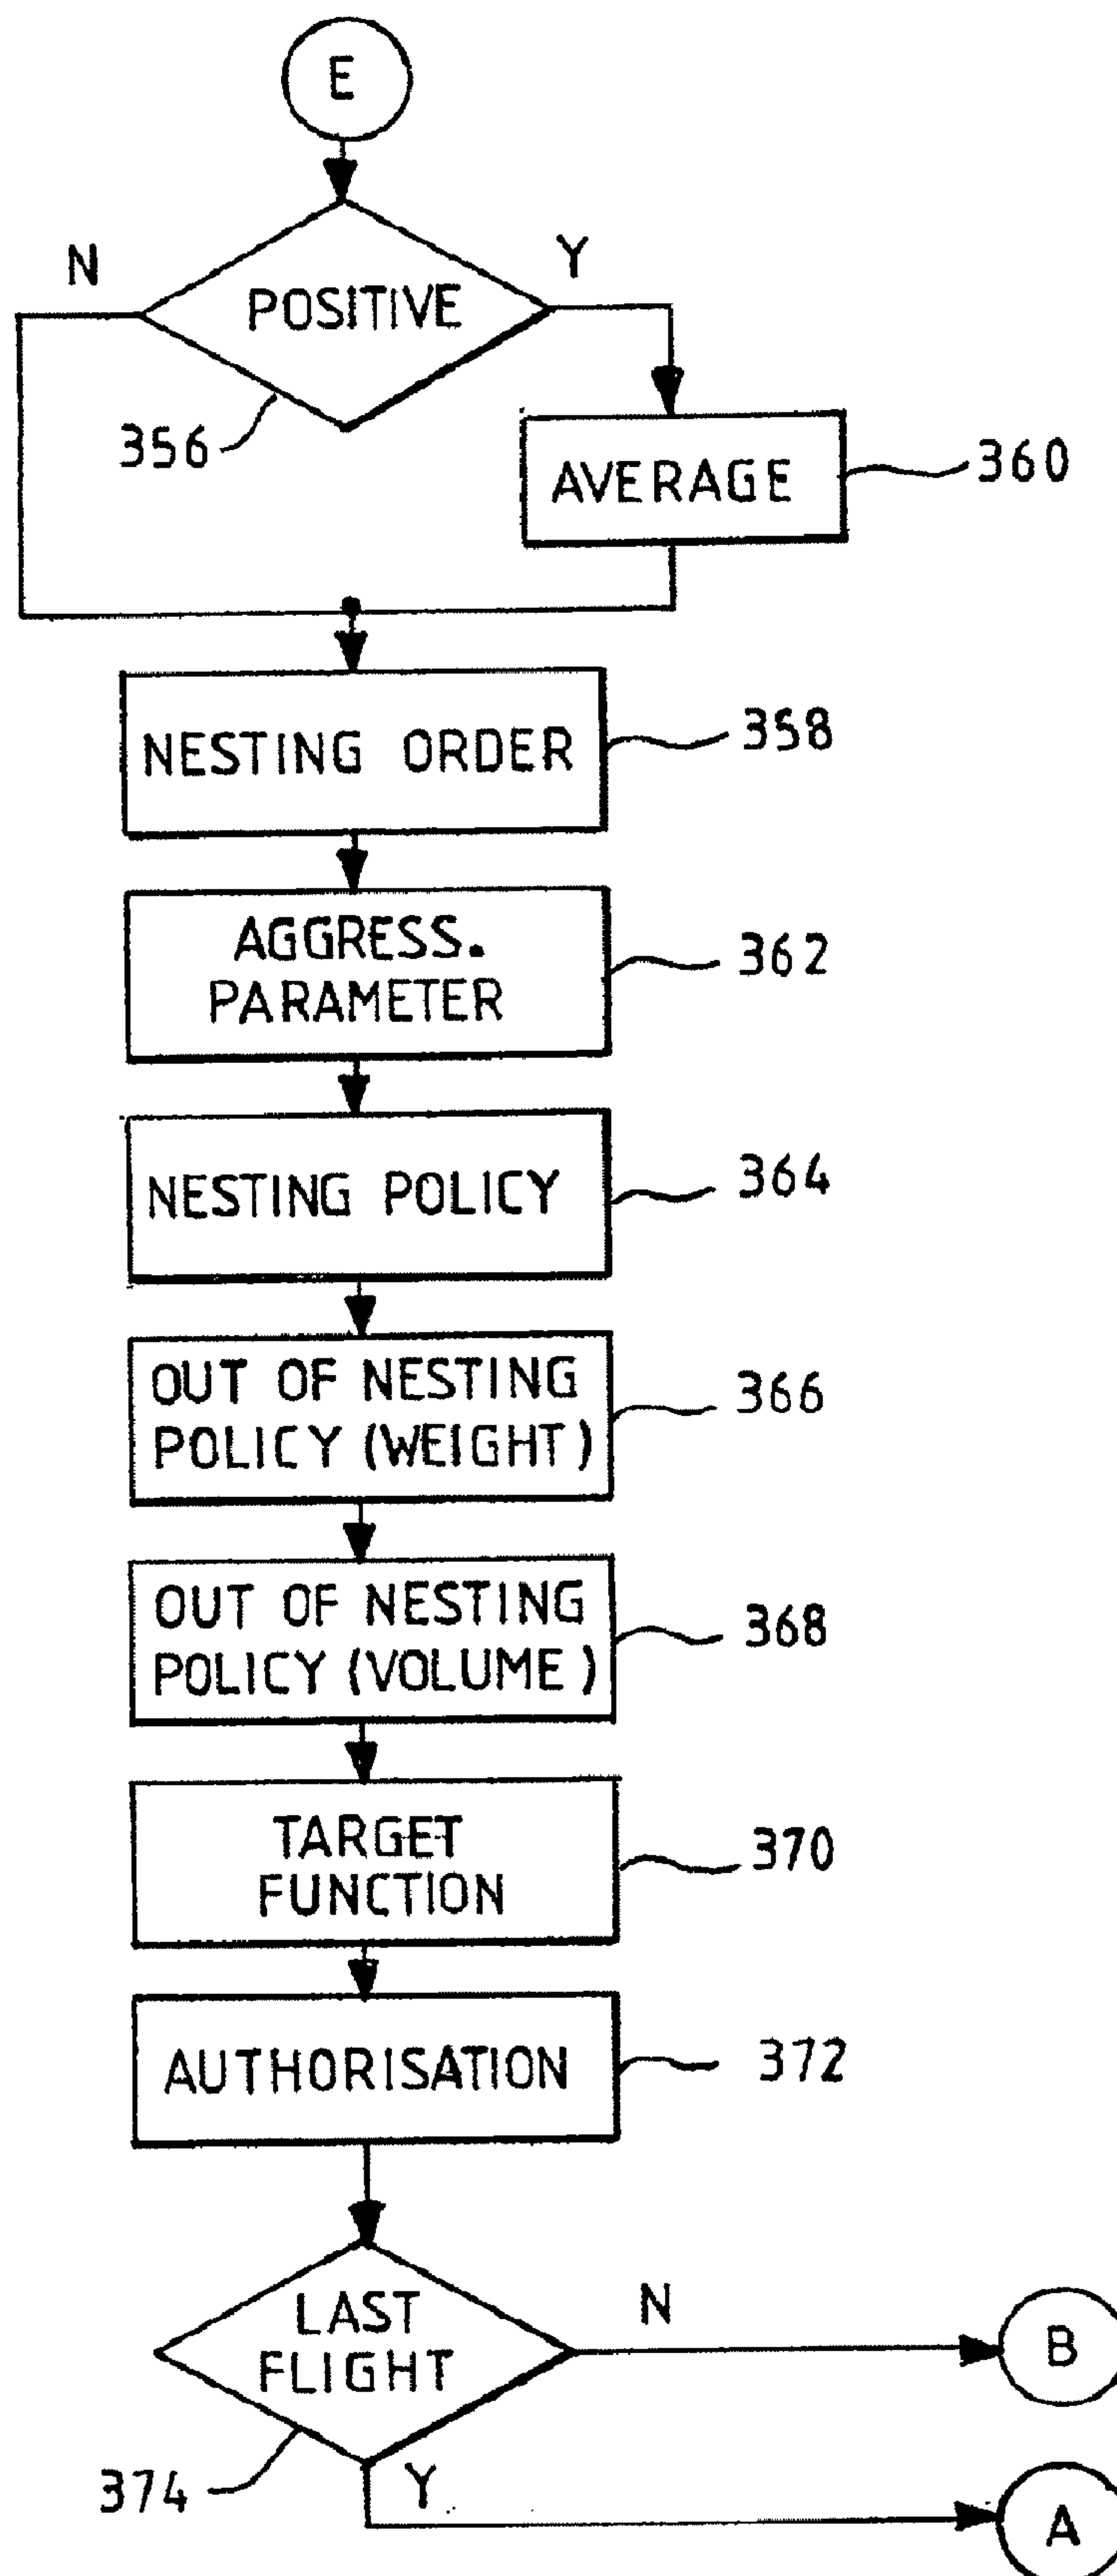 E
N
Y
POSITIVE
356
AVERAGE
360
NESTING ORDER
358
AGGRESS.
PARAMETER
362
NESTING POLICY
364
OUT OF NESTING
POLICY (WEIGHT)
366
OUT OF NESTING
POLICY (VOLUME)
368
TARGET
FUNCTION
370
AUTHORISATION
372
LAST
FLIGHT
N
B
374
Y
A